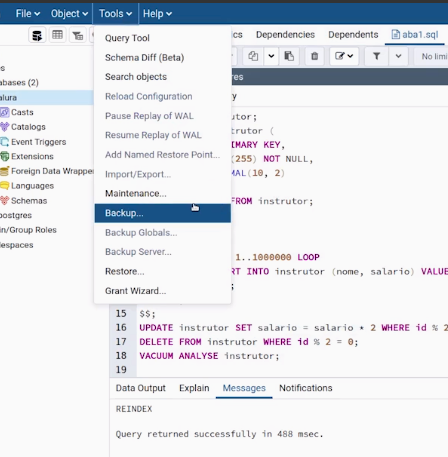 File Object Tools Help
Query Tool
Schema Diff (Beta)
Search objects
Reload Configuration
Pause Replay of WAL
Resume Replay of WAL
Add Named Restore Point...
Import/Export...
Maintenance...
Backup...
Backup Globals...
Backup Server...
Restore...
Grant Wizard...
cs Dependencies Dependents aba1.sql
No limi
es
abases (2)
alura
Casts
Catalogs
Event Triggers
Extensions
Foreign Data Wrapper
Languages
Schemas
postgres
in/Group Roles
lespaces
res
y
tor;
tor (
IMARY KEY,
(255) NOT NULL,
MAL(10, 2)
FROM instrutor;
1..1000000 LOOP
RT INTO instrutor (nome, salario) VALUE
;
15 $$;
16 UPDATE instrutor SET salario = salario * 2 WHERE id % 2
17 DELETE FROM instrutor WHERE id % 2 = 0;
18 VACUUM ANALYSE instrutor;
19
Data Output Explain Messages Notifications
REINDEX
Query returned successfully in 488 msec.